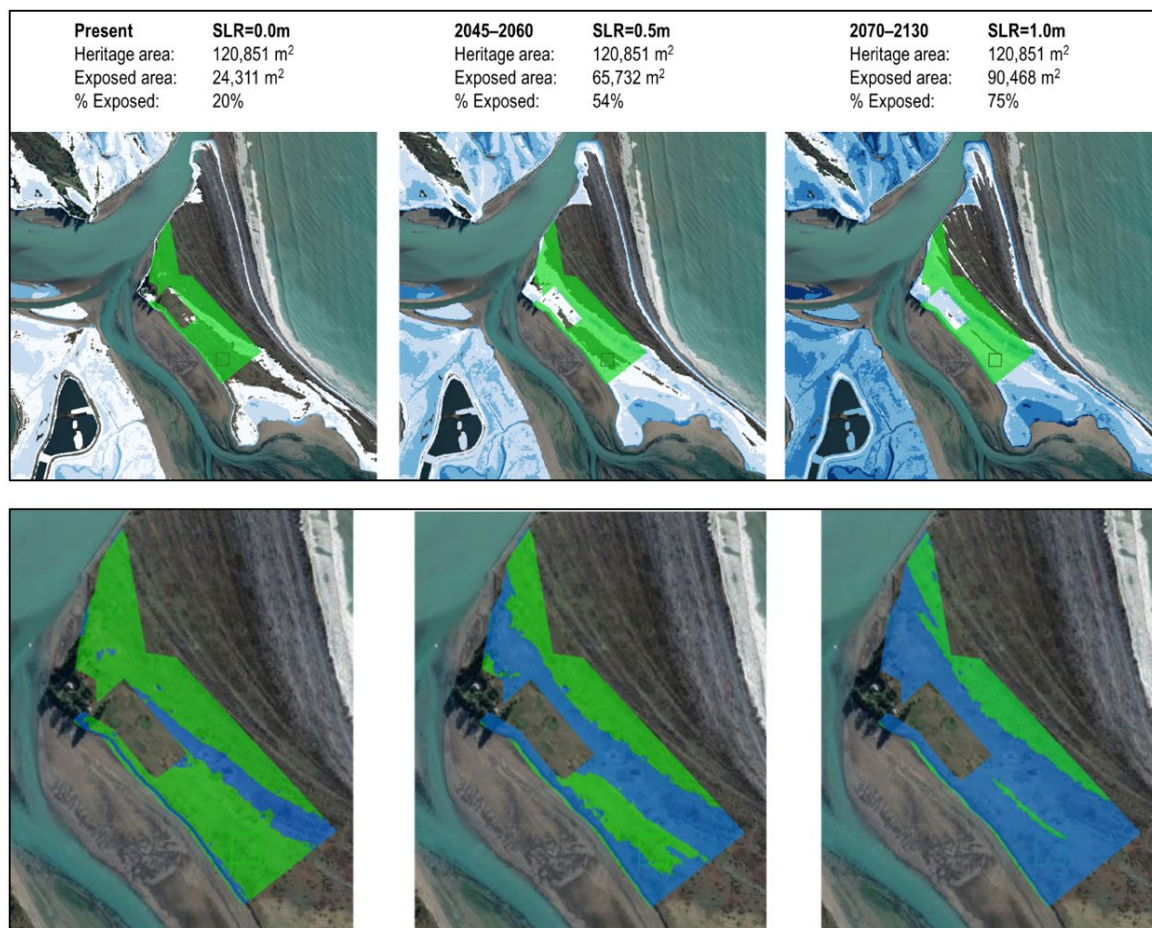 Present SLR=0.0m
Heritage area: 120,851 m²
Exposed area: 24,311 m²
% Exposed: 20%
2045–2060 SLR=0.5m
Heritage area: 120,851 m²
Exposed area: 65,732 m²
% Exposed: 54%
2070-2130 SLR=1.0m
Heritage area: 120,851 m²
Exposed area: 90,468 m²
% Exposed: 75%